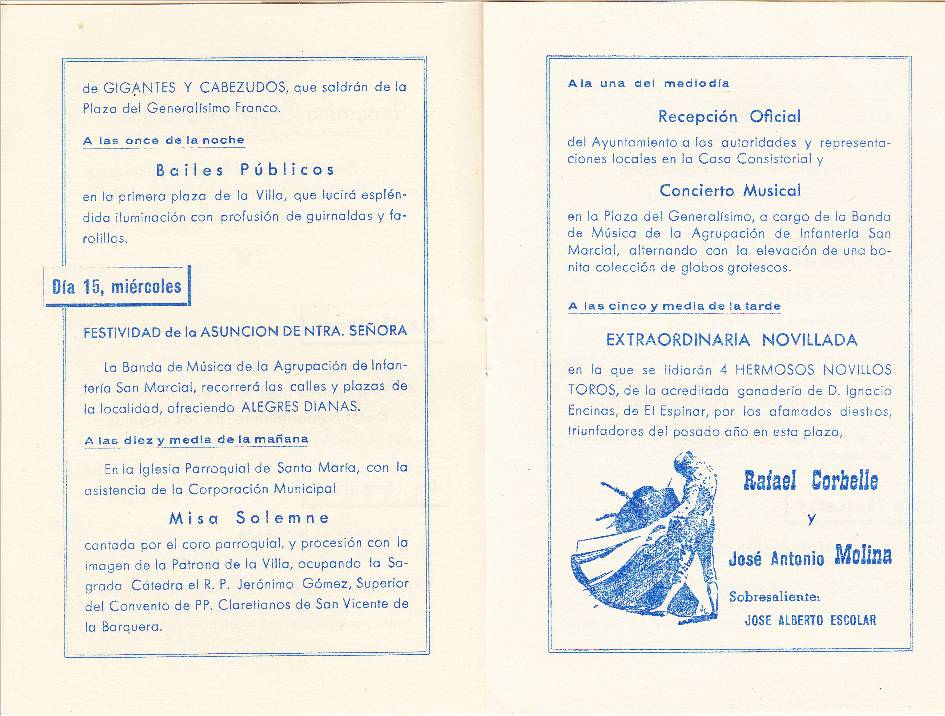 de GIGANTES Y CABEZUDOS, que saldrán de la
Plaza del Generalísimo Franco.
A las once de la noche
Bailes Públicos
en la primera plaza de la Villa, que lucirá esplén-
dida iluminación con profusión de guirnaldas y fa-
rolillos.
Día 15, miércoles
FESTIVIDAD de la ASUNCION DE NTRA. SEÑORA
La Banda de Música de la Agrupación de Infan-
tería San Marcial, recorrerá las calles y plazas de
la localidad, ofreciendo ALEGRES DIANAS.
A las diez y media de la mañana
En la Iglesia Parroquial de Santa María, con la
asistencia de la Corporación Municipal
Misa Solemne
cantada por el coro parroquial, y procesión con la
imagen de la Patrona de la Villa, ocupando la Sa-
grada Cátedra el R. P. Jerónimo Gómez, Superior
del Convento de PP. Claretianos de San Vicente de
la Barquera.
A la una del mediodía
Recepción Oficial
del Ayuntamiento a las autoridades y representa-
ciones locales en la Casa Consistorial y
Concierto Musical
en la Plaza del Generalísimo, a cargo de la Banda
de Música de la Agrupación de Infantería San
Marcial, alternando con la elevación de una bo-
nita colección de globos grotescos.
A las cinco y media de la tarde
EXTRAORDINARIA NOVILLADA
en la que se lidiarán 4 HERMOSOS NOVILLOS
TOROS, de la acreditada ganadería de D. Ignacio
Encinas, de El Espinar, por los afamados diestros,
triunfadores del pasado año en esta plaza,
Rafael Corbelle
y
José Antonio Molina
Sobresaliente:
JOSE ALBERTO ESCOLAR